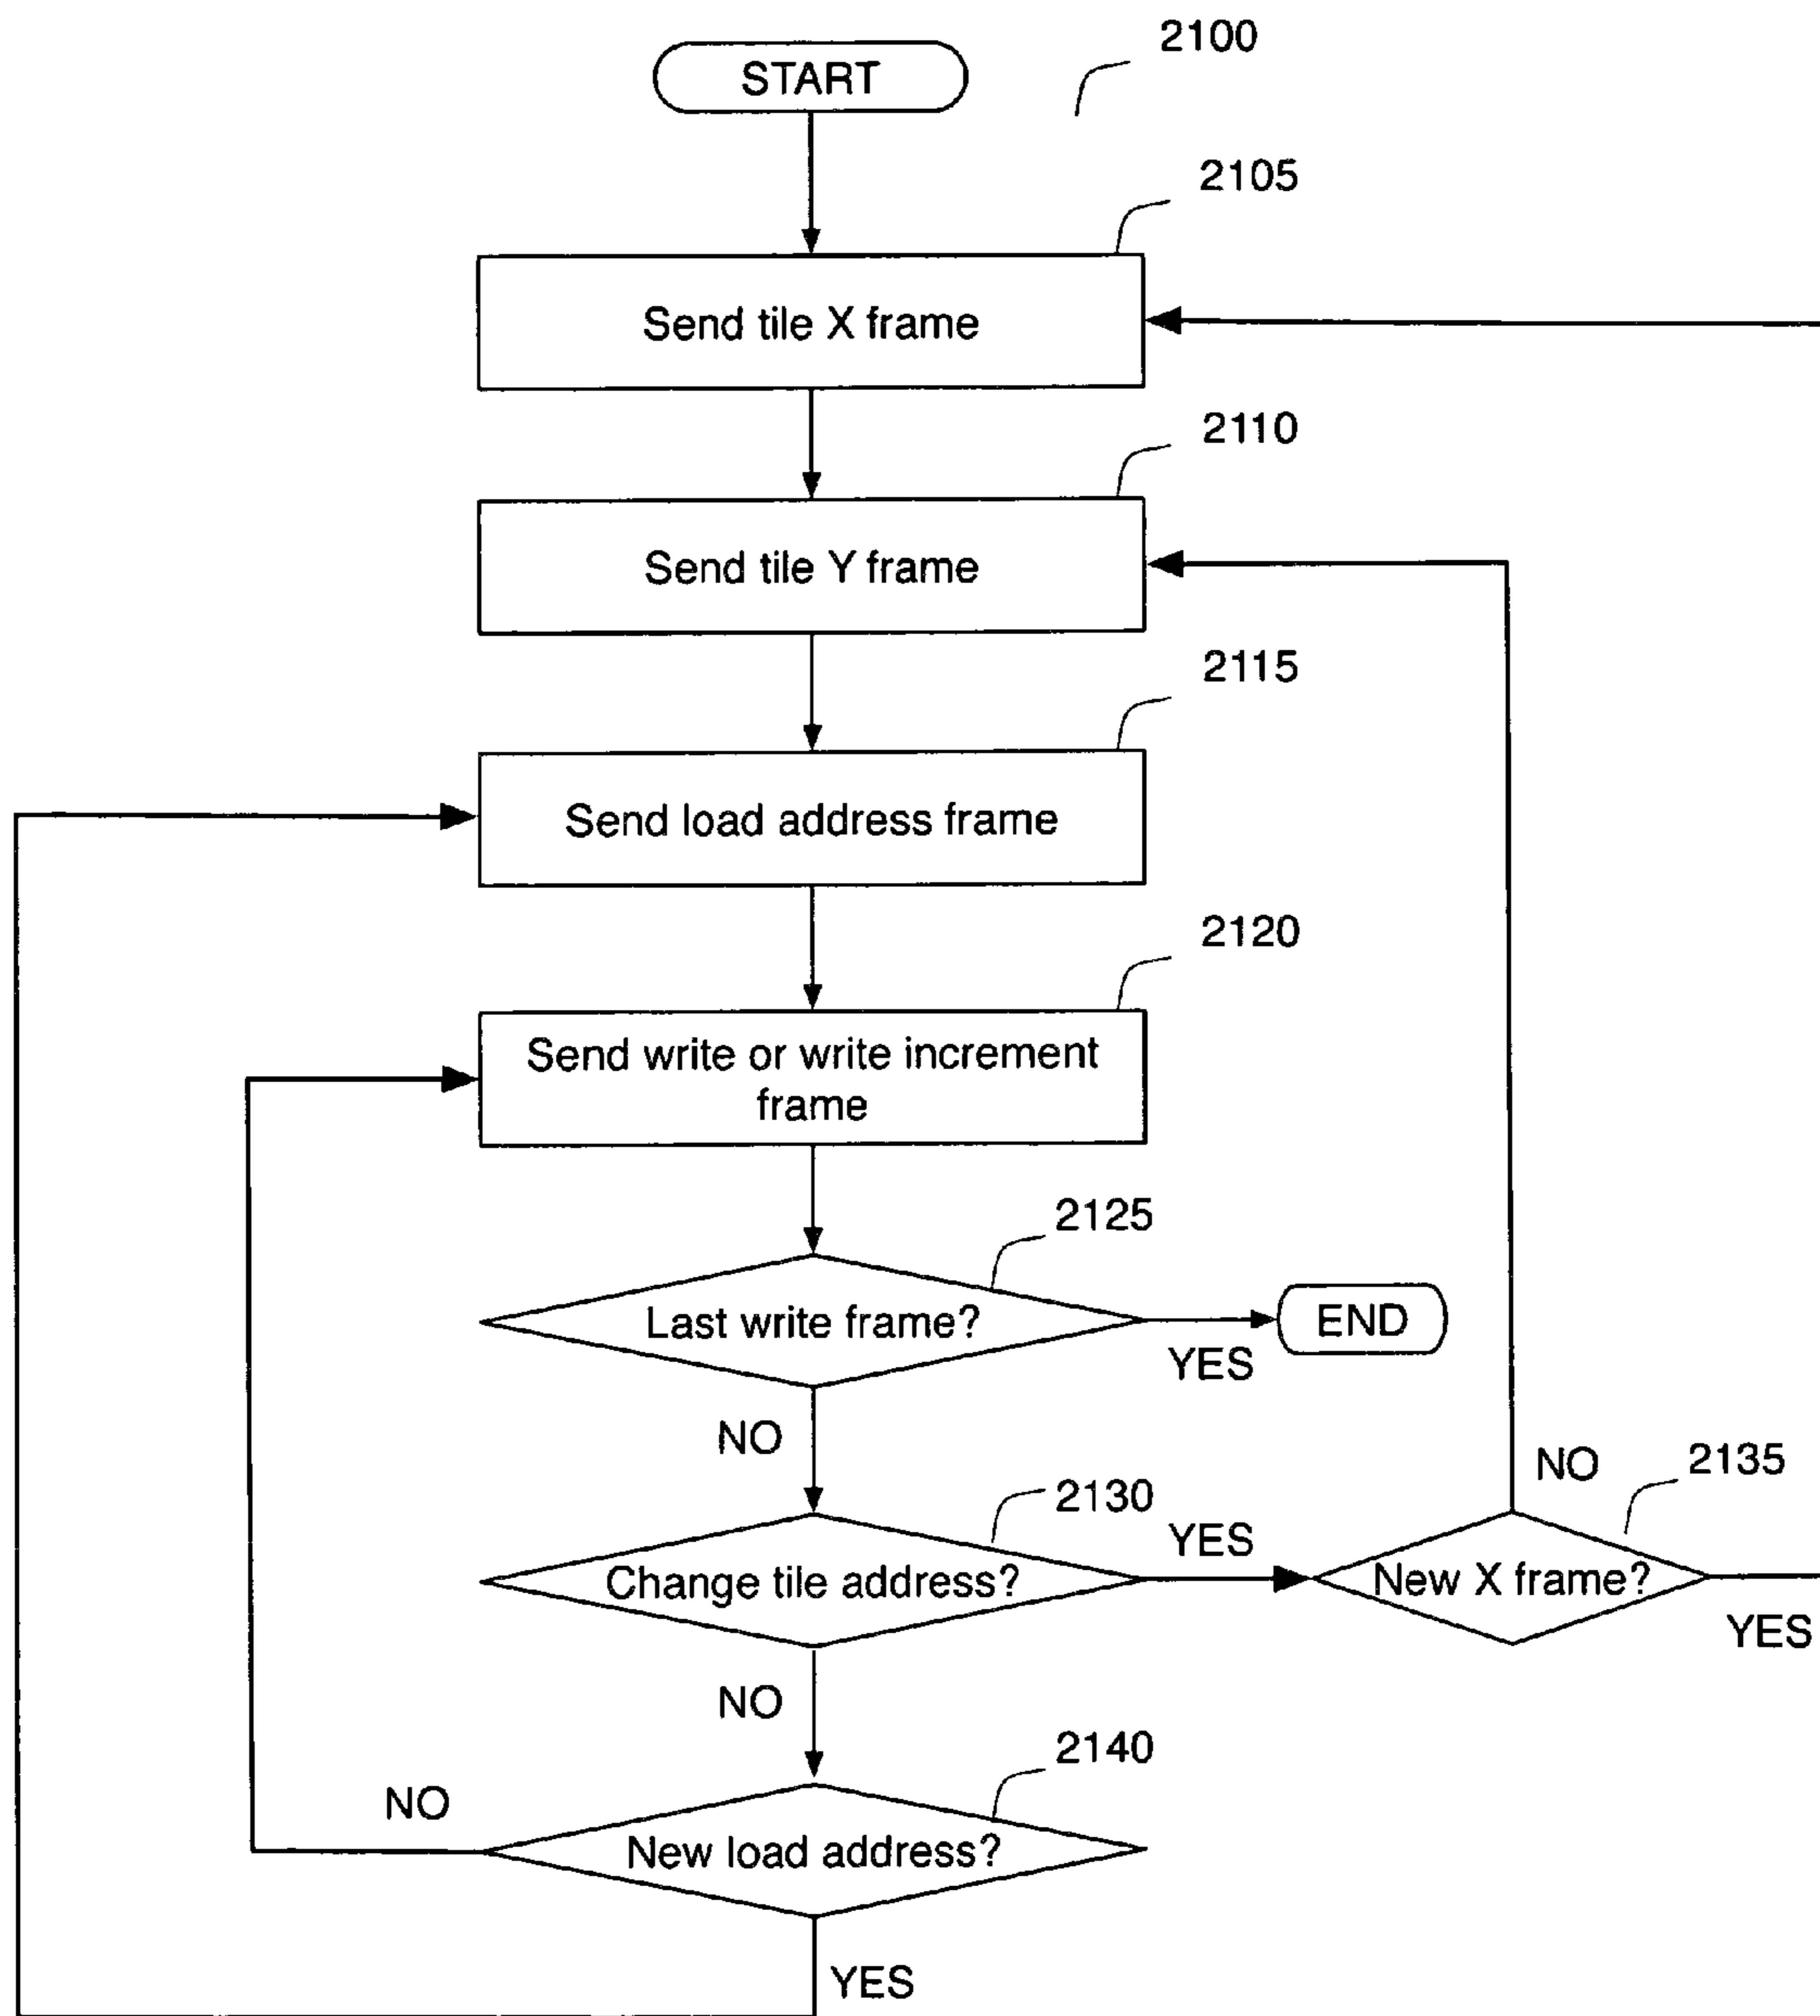 2100
START
2105
Send tile X frame
2110
Send tile Y frame
2115
Send load address frame
2120
Send write or write increment
frame
2125
Last write frame?
END
YES
NO
2130
YES
Change tile address?
NO
2135
New X frame?
YES
NO
2140
NO
New load address?
YES